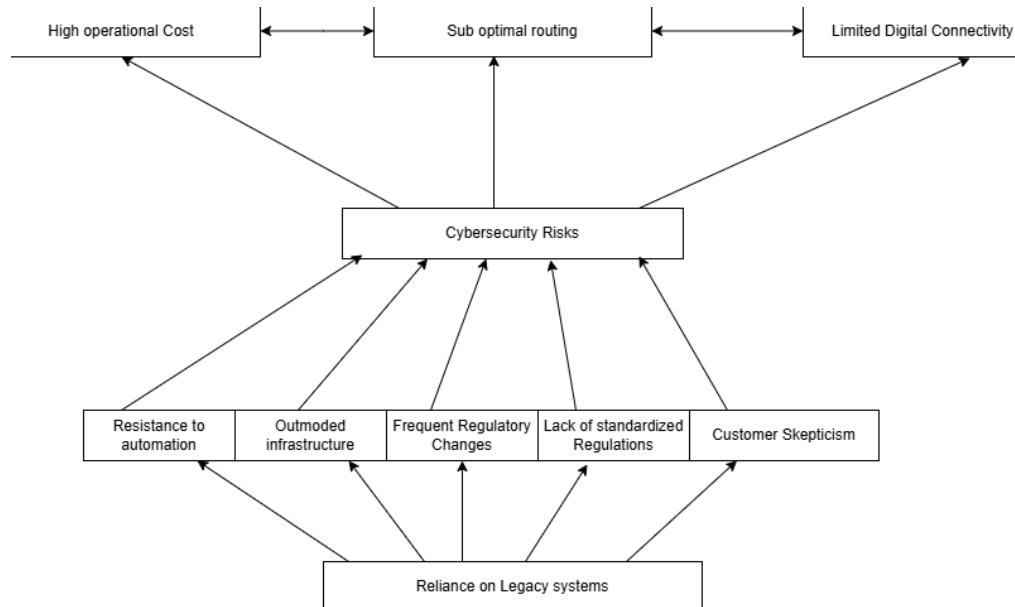 High operational Cost
Sub optimal routing
Limited Digital Connectivity
Cybersecurity Risks
Resistance to
automation
Outmoded
infrastructure
Frequent Regulatory
Changes
Lack of standardized
Regulations
Customer Skepticism
Reliance on Legacy systems